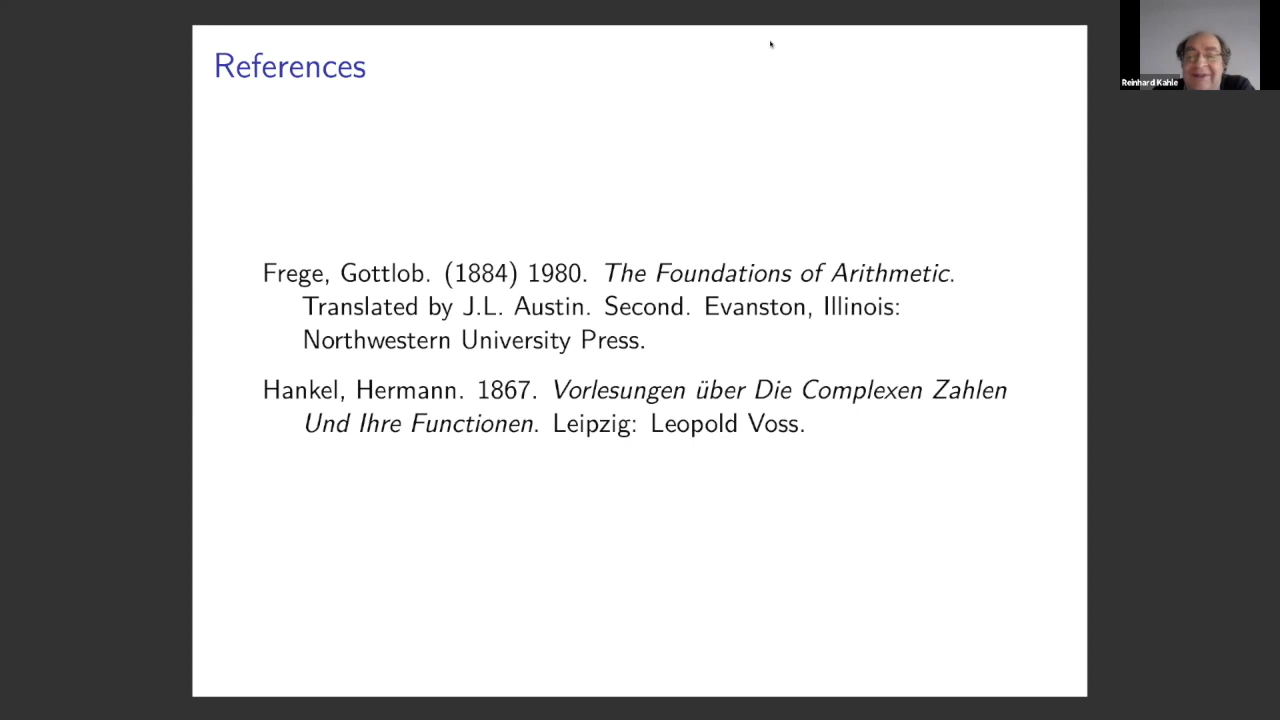 References
Reinhard Kahle
Frege, Gottlob. (1884) 1980. The Foundations of Arithmetic.
Translated by J.L. Austin. Second. Evanston, Illinois:
Northwestern University Press.
Hankel, Hermann. 1867. Vorlesungen über Die Complexen Zahlen
Und Ihre Functionen. Leipzig: Leopold Voss.